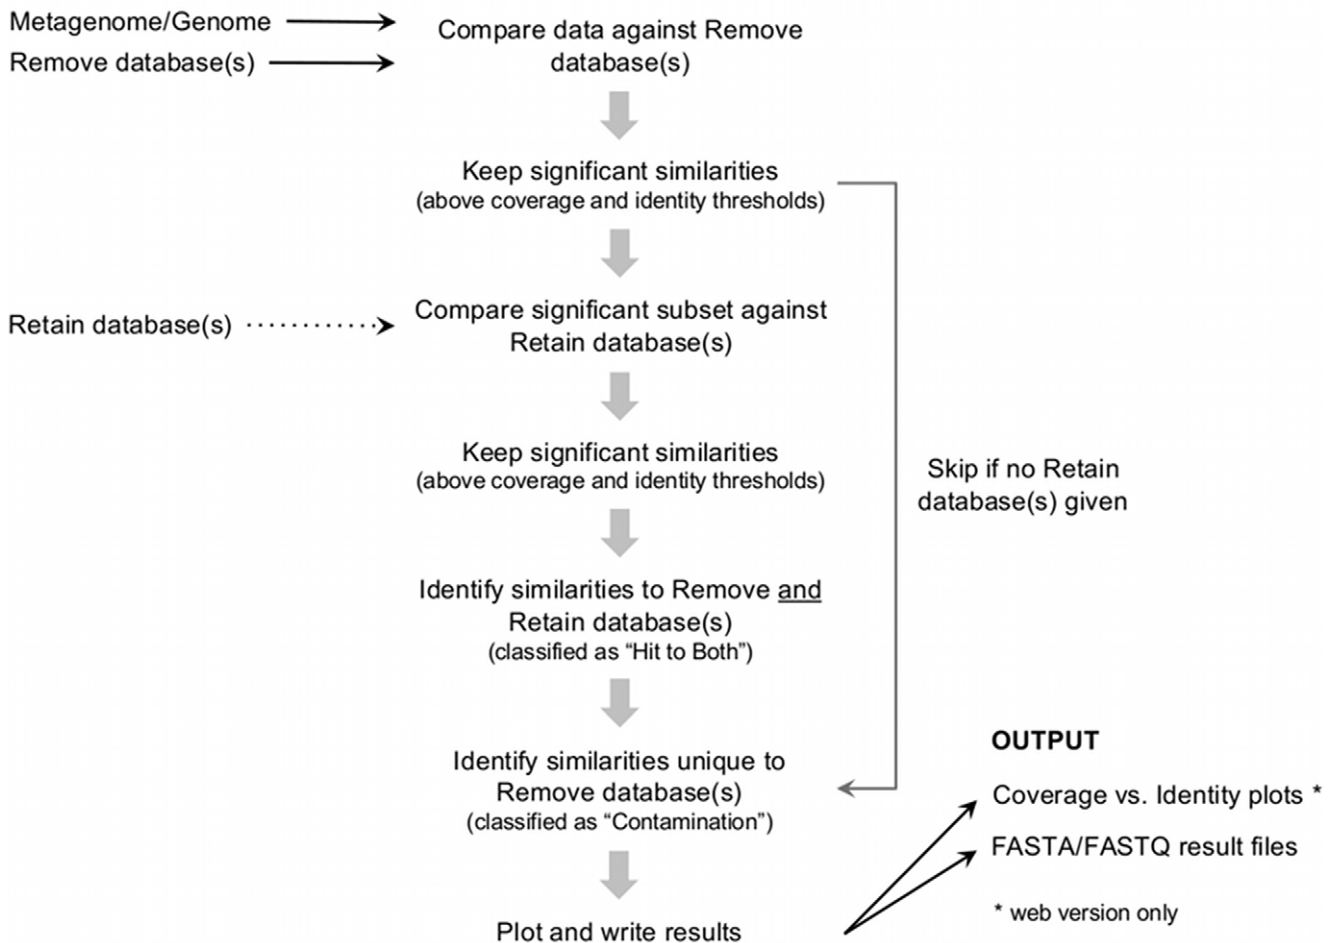 Metagenome/Genome
Remove database(s)
Compare data against Remove
database(s)
Keep significant similarities
(above coverage and identity thresholds)
Retain database(s)
Compare significant subset against
Retain database(s)
Keep significant similarities
(above coverage and identity thresholds)
Skip if no Retain
database(s) given
Identify similarities to Remove and
Retain database(s)
(classified as “Hit to Both”)
Identify similarities unique to
Remove database(s)
(classified as “Contamination”)
Plot and write results
OUTPUT
Coverage vs. Identity plots *
FASTA/FASTQ result files
* web version only